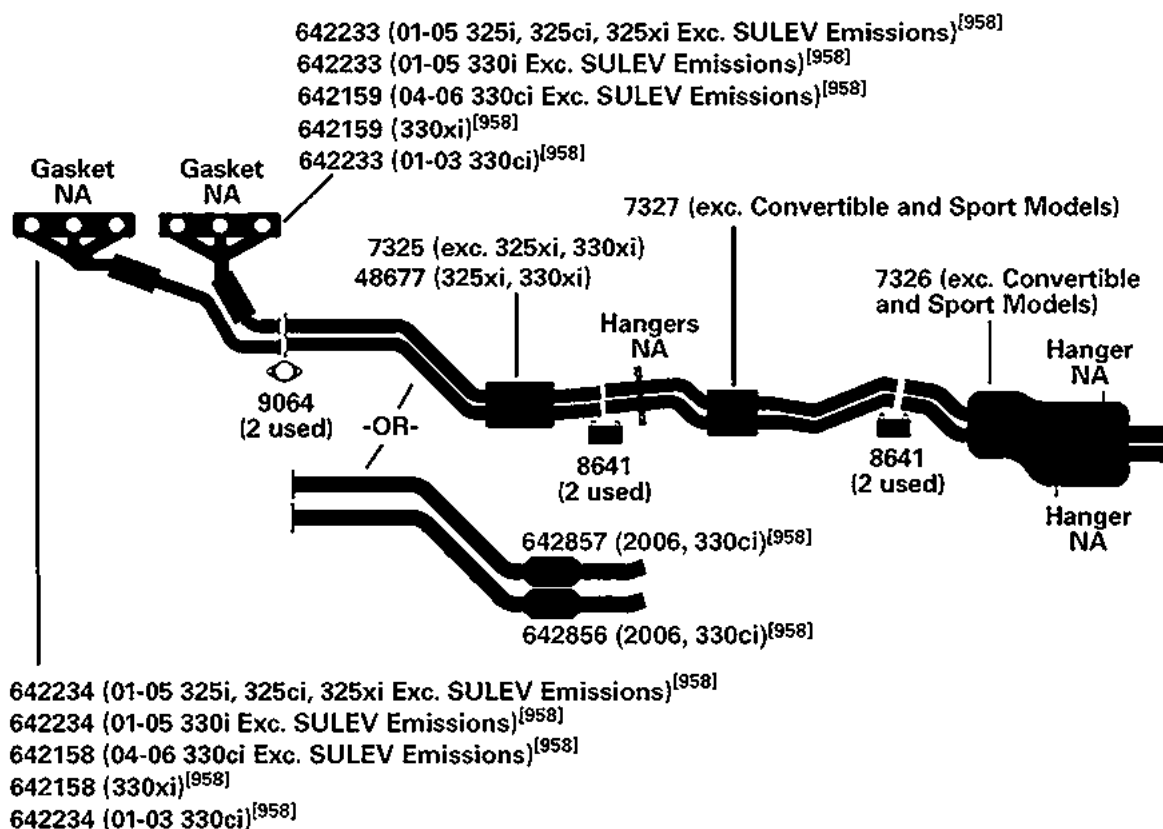 642233 (01-05 325i, 325ci, 325xi Exc. SULEV Emissions)[958]
642233 (01-05 330i Exc. SULEV Emissions)[958]
642159 (04-06 330ci Exc. SULEV Emissions)[958]
642159 (330xi)[958]
642233 (01-03 330ci)[958]
Gasket
NA
Gasket
NA
7327 (exc. Convertible and Sport Models)
7325 (exc. 325xi, 330xi)
48677 (325xi, 330xi)
7326 (exc. Convertible
and Sport Models)
Hangers
NA
Hanger
NA
9064
(2 used)
-OR-
8641
(2 used)
8641
(2 used)
Hanger
NA
642857 (2006, 330ci)[958]
642856 (2006, 330ci)[958]
642234 (01-05 325i, 325ci, 325xi Exc. SULEV Emissions)[958]
642234 (01-05 330i Exc. SULEV Emissions)[958]
642158 (04-06 330ci Exc. SULEV Emissions)[958]
642158 (330xi)[958]
642234 (01-03 330ci)[958]